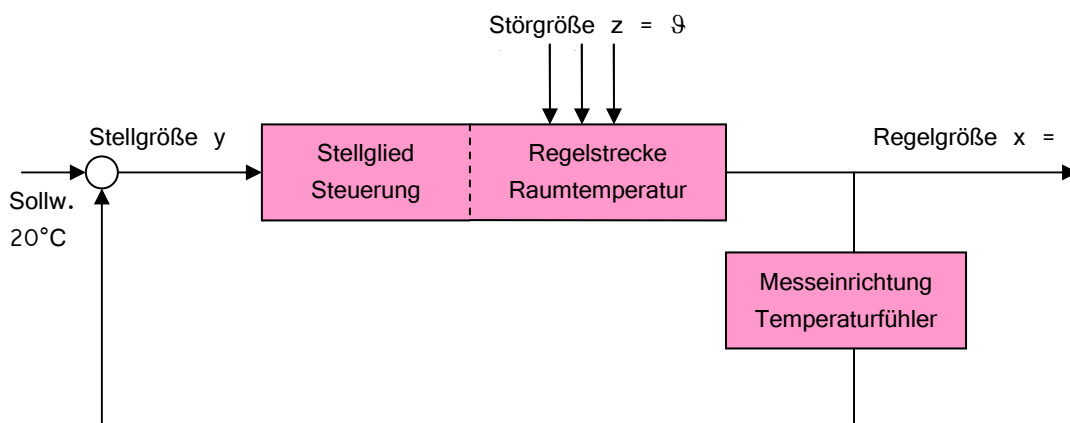 Störgröße z = ϑ
Stellgröße y
Regelgröße x =
Stellglied
Steuerung
Regelstrecke
Raumtemperatur
Sollw.
20°C
Messeinrichtung
Temperaturfühler